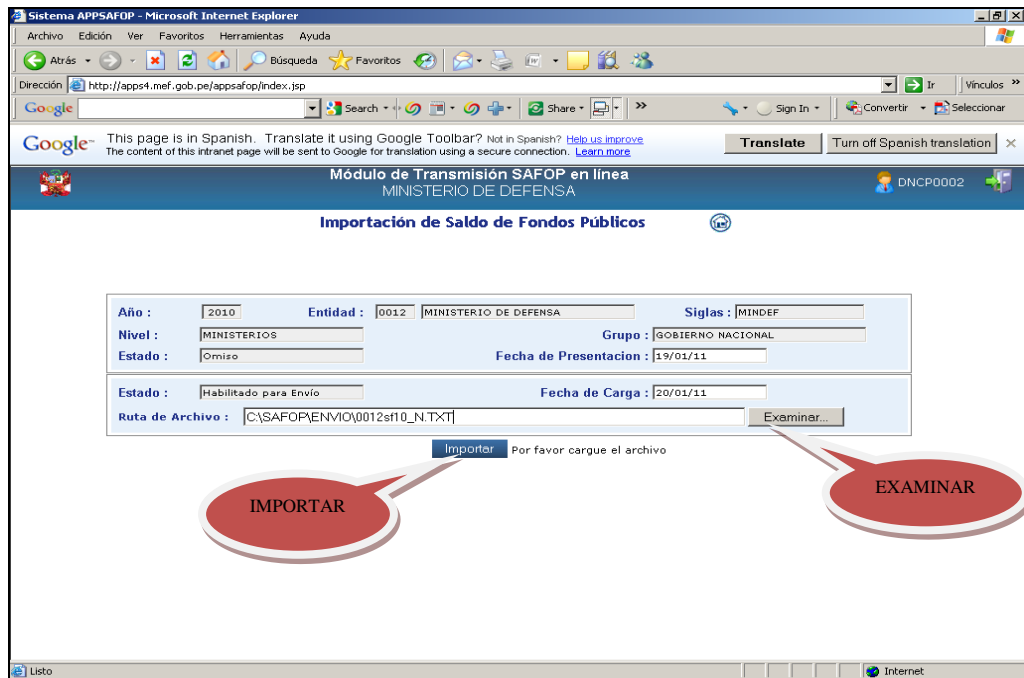 Sistema APPSAFOP - Microsoft Internet Explorer
Archivo Edición Ver Favoritos Herramientas Ayuda
Atrás Búsqueda Favoritos
Dirección http://apps4.mef.gob.pe/appsafop/index.jsp Ir Vínculos »
Google Search Share » Sign In Convertir Seleccionar
Google This page is in Spanish. Translate it using Google Toolbar? Not in Spanish? Help us improve Translate Turn off Spanish translation ×
The content of this intranet page will be sent to Google for translation using a secure connection. Learn more
Módulo de Transmisión SAFOP en línea
MINISTERIO DE DEFENSA DNCP0002
Importación de Saldo de Fondos Públicos
Año : 2010 Entidad : 0012 MINISTERIO DE DEFENSA Siglas : MINDEF
Nivel : MINISTERIOS Grupo : GOBIERNO NACIONAL
Estado : Omiso Fecha de Presentacion : 19/01/11
Estado : Habilitado para Envío Fecha de Carga : 20/01/11
Ruta de Archivo : C:\SAFOP\ENVIO\0012sf10_N.TXT Examinar...
Importar Por favor cargue el archivo
IMPORTAR
EXAMINAR
Listo Internet